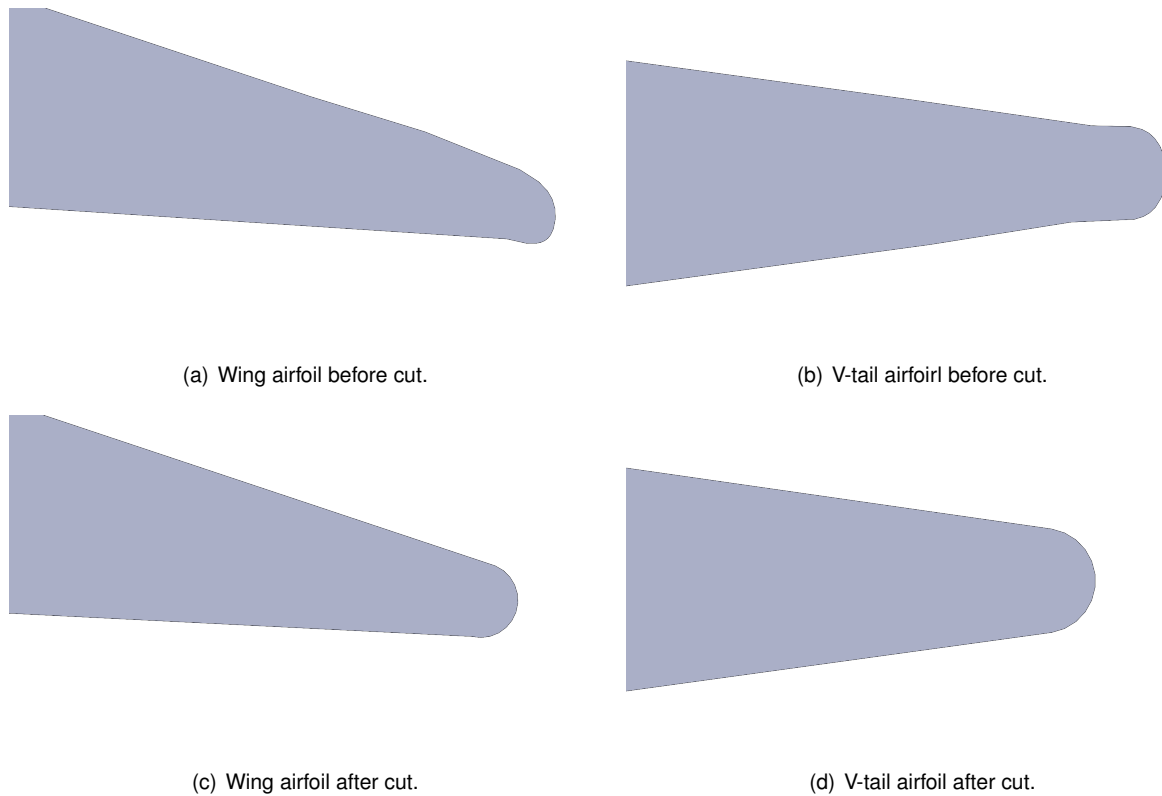 (a) Wing airfoil before cut.
(b) V-tail airfoirl before cut.
(c) Wing airfoil after cut.
(d) V-tail airfoil after cut.